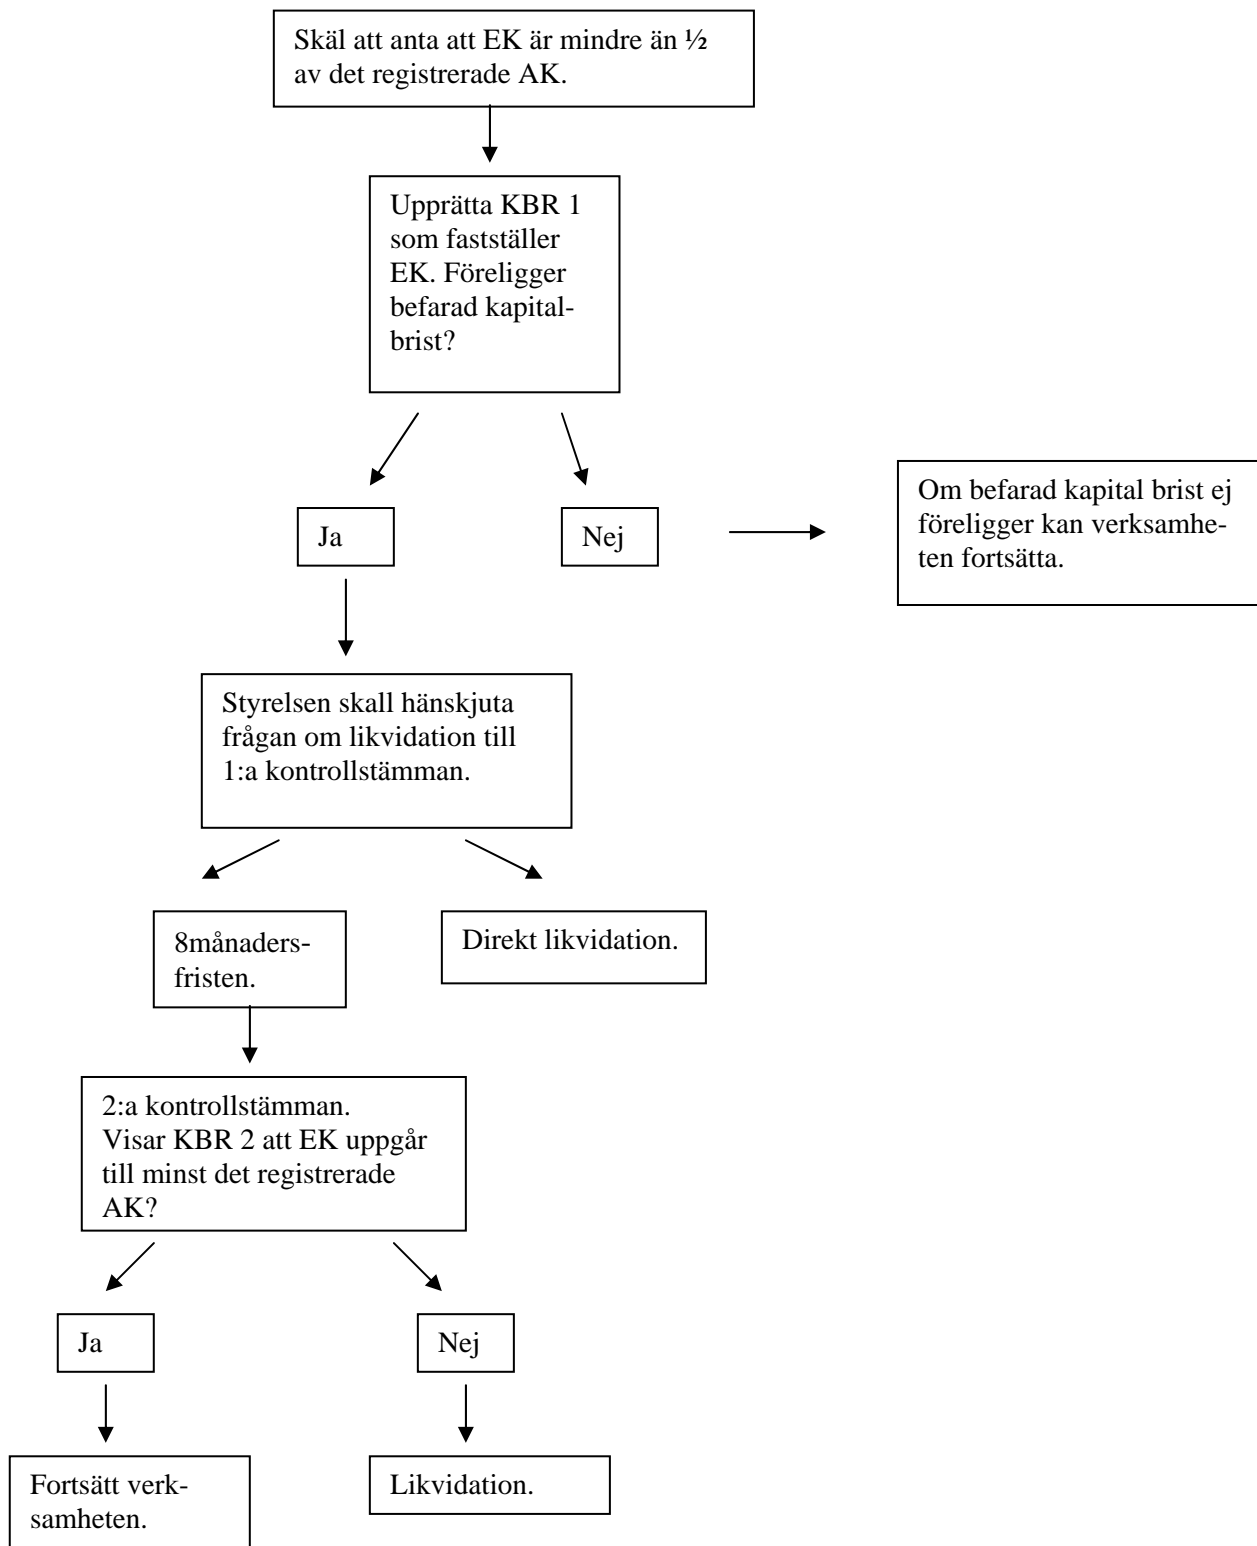 Skäl att anta att EK är mindre än ½
av det registrerade AK.
Upprätta KBR 1
som fastställer
EK. Föreligger
befarad kapital-
brist?
Ja
Nej
Om befarad kapital brist ej
föreligger kan verksamhe-
ten fortsätta.
Styrelsen skall hänskjuta
frågan om likvidation till
1:a kontrollstämman.
8månaders-
fristen.
Direkt likvidation.
2:a kontrollstämman.
Visar KBR 2 att EK uppgår
till minst det registrerade
AK?
Ja
Nej
Fortsätt verk-
samheten.
Likvidation.